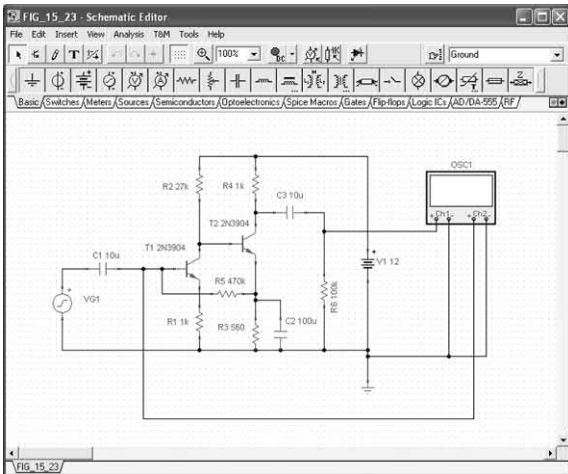 FIG_15_23 - Schematic Editor
File Edit Insert View Analysis T&M Tools Help
100%
DC
Ground
Basic Switches Meters Sources Semiconductors Optoelectronics Spice Macros Gates Flip-flops Logic ICs AD/DA-555 RF
OSC1
R2 27k
R4 1k
C3 10u
T2 2N3904
+ Ch1 - + Ch2 -
C1 10u
T1 2N3904
V1 12
+
R5 470k
R6 100k
VG1
+
R1 1k
R3 560
C2 100u
FIG_15_23